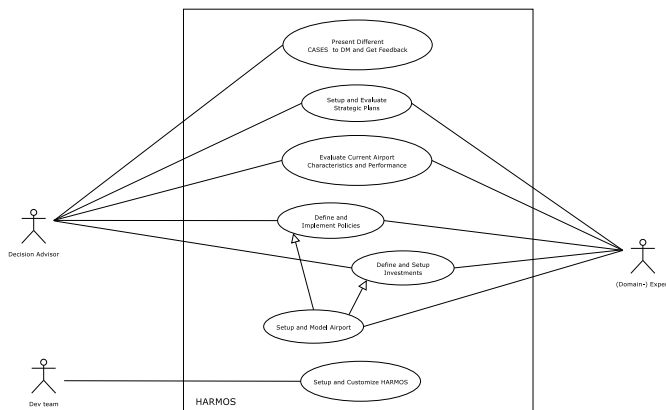 Present Different
CASES to DM and Get Feedback
Setup and Evaluate
Strategic Plans
Evaluate Current Airport
Characteristics and Performance
Define and
Implement Policies
Decision Advisor
Define and Setup
Investments
(Domain-) Exper
Setup and Model Airport
Setup and Customize HARMOS
Dev team
HARMOS